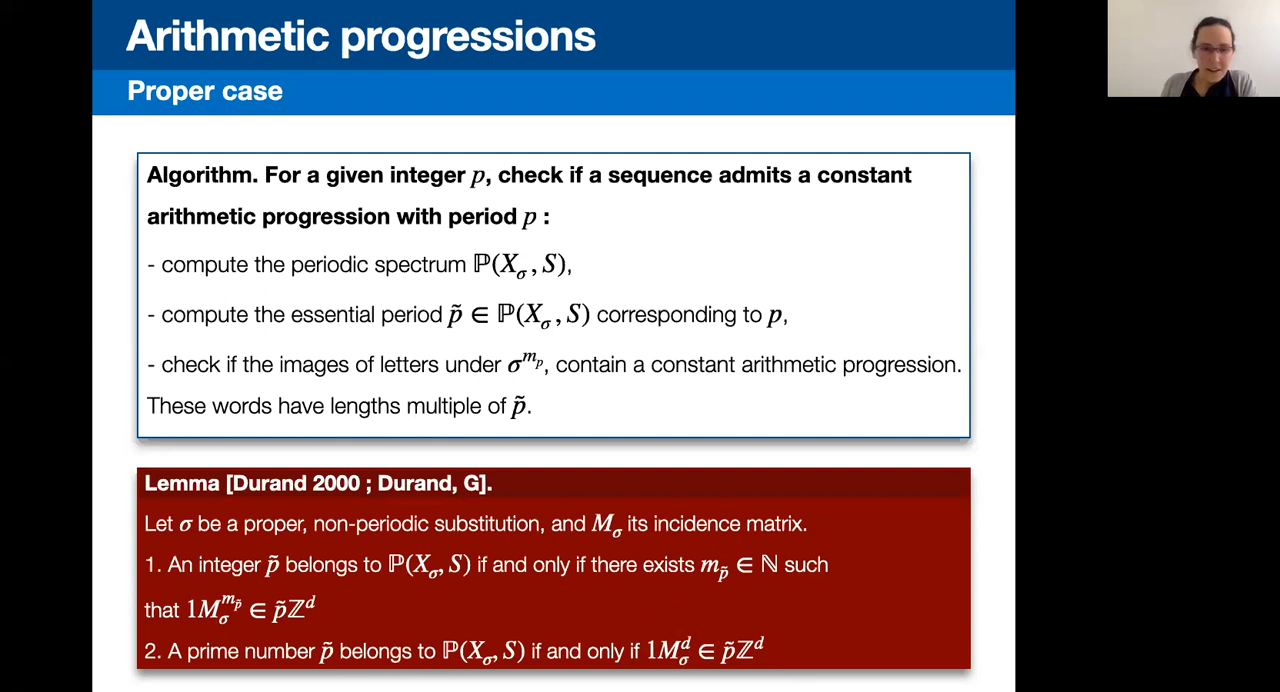 Arithmetic progressions
Proper case
Algorithm. For a given integer p, check if a sequence admits a constant
arithmetic progression with period p :
- compute the periodic spectrum ℙ(X_σ, S),
- compute the essential period p̃ ∈ ℙ(X_σ, S) corresponding to p,
- check if the images of letters under σ^{m_p}, contain a constant arithmetic progression.
These words have lengths multiple of p̃.
Lemma [Durand 2000 ; Durand, G].
Let σ be a proper, non-periodic substitution, and M_σ its incidence matrix.
1. An integer p̃ belongs to ℙ(X_σ, S) if and only if there exists m_p̃ ∈ ℕ such
that 1M_σ^{m_p̃} ∈ p̃ℤ^d
2. A prime number p̃ belongs to ℙ(X_σ, S) if and only if 1M_σ^d ∈ p̃ℤ^d